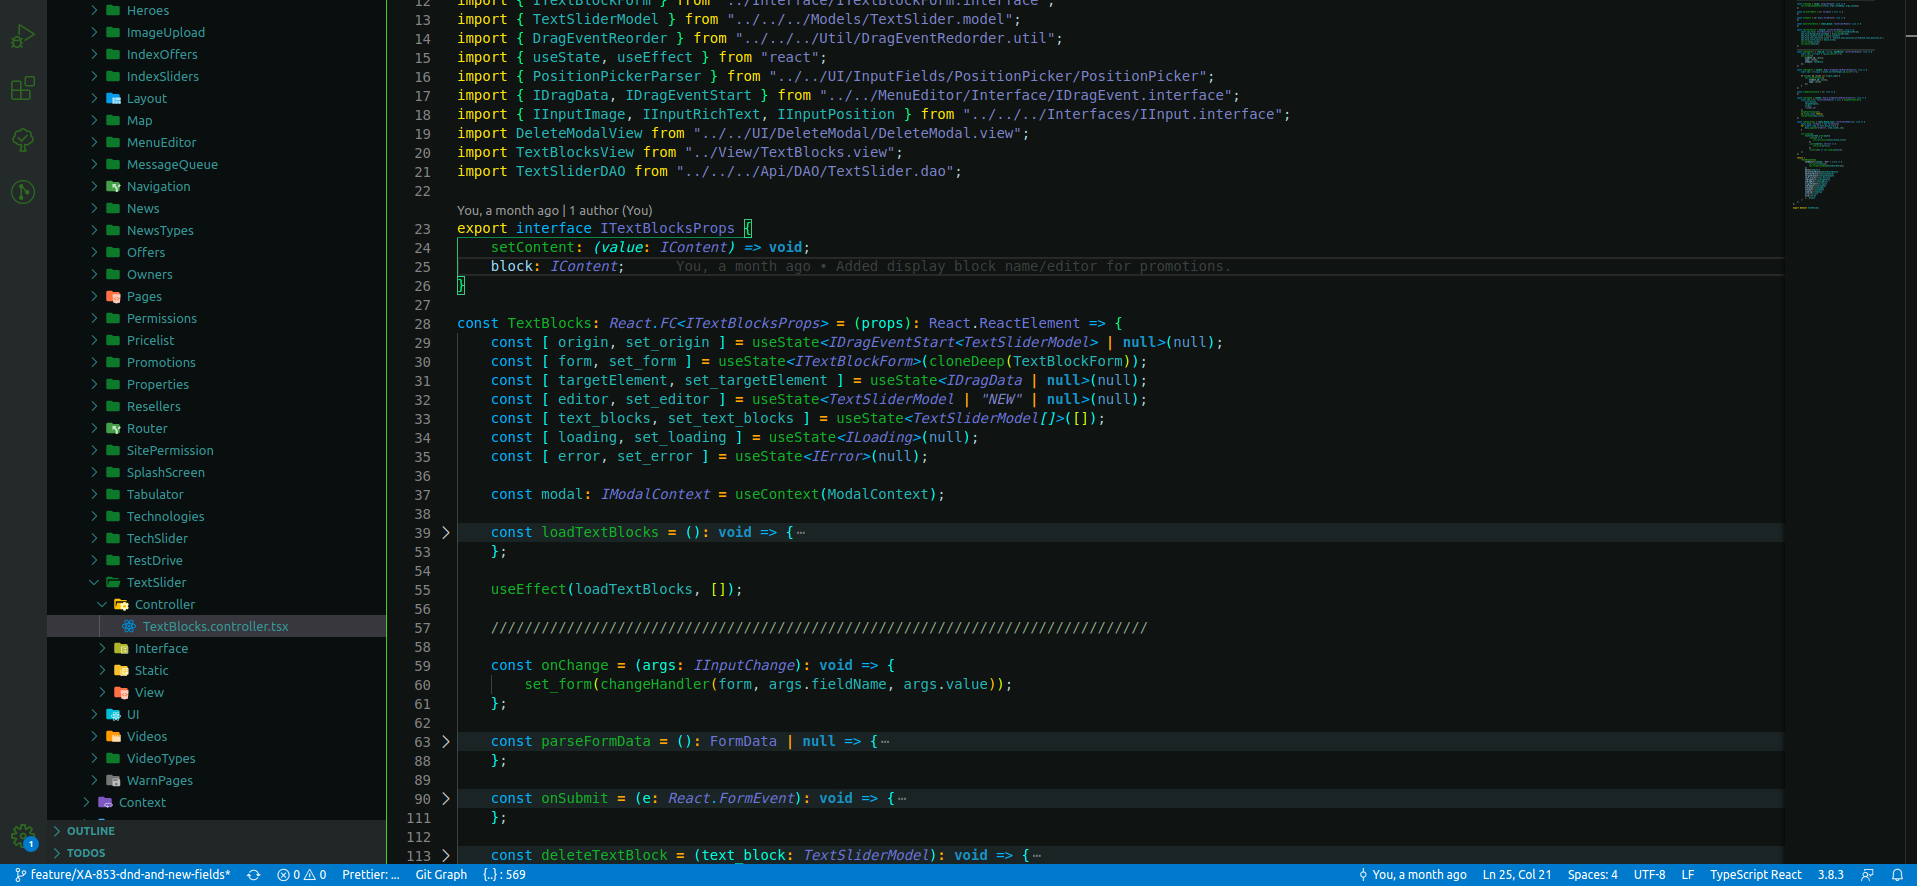 Heroes
ImageUpload
IndexOffers
IndexSliders
Layout
Map
MenuEditor
MessageQueue
Navigation
News
NewsTypes
Offers
Owners
Pages
Permissions
Pricelist
Promotions
Properties
Resellers
Router
SitePermission
SplashScreen
Tabulator
Technologies
TechSlider
TestDrive
TextSlider
Controller
TextBlocks.controller.tsx
Interface
Static
View
UI
Videos
VideoTypes
WarnPages
Context
OUTLINE
TODOS
12 import { ITextBlockForm } from "../Interface/ITextBlockForm.interface";
13 import { TextSliderModel } from "../../../Models/TextSlider.model";
14 import { DragEventReorder } from "../../../Util/DragEventRedorder.util";
15 import { useState, useEffect } from "react";
16 import { PositionPickerParser } from "../../UI/InputFields/PositionPicker/PositionPicker";
17 import { IDragData, IDragEventStart } from "../../MenuEditor/Interface/IDragEvent.interface";
18 import { IInputImage, IInputRichText, IInputPosition } from "../../../Interfaces/IInput.interface";
19 import DeleteModalView from "../../UI/DeleteModal/DeleteModal.view";
20 import TextBlocksView from "../View/TextBlocks.view";
21 import TextSliderDAO from "../../../Api/DAO/TextSlider.dao";
22
You, a month ago | 1 author (You)
23 export interface ITextBlocksProps {
24 setContent: (value: IContent) => void;
25 block: IContent; You, a month ago • Added display block name/editor for promotions.
26 }
27
28 const TextBlocks: React.FC<ITextBlocksProps> = (props): React.ReactElement => {
29 const [ origin, set_origin ] = useState<IDragEventStart<TextSliderModel> | null>(null);
30 const [ form, set_form ] = useState<ITextBlockForm>(cloneDeep(TextBlockForm));
31 const [ targetElement, set_targetElement ] = useState<IDragData | null>(null);
32 const [ editor, set_editor ] = useState<TextSliderModel | "NEW" | null>(null);
33 const [ text_blocks, set_text_blocks ] = useState<TextSliderModel[]>([]);
34 const [ loading, set_loading ] = useState<ILoading>(null);
35 const [ error, set_error ] = useState<IError>(null);
36
37 const modal: IModalContext = useContext(ModalContext);
38
39 const loadTextBlocks = (): void => {⋯
53 };
54
55 useEffect(loadTextBlocks, []);
56
57 //////////////////////////////////////////////////////////////////////////////
58
59 const onChange = (args: IInputChange): void => {
60 set_form(changeHandler(form, args.fieldName, args.value));
61 };
62
63 const parseFormData = (): FormData | null => {⋯
88 };
89
90 const onSubmit = (e: React.FormEvent): void => {⋯
111 };
112
113 const deleteTextBlock = (text_block: TextSliderModel): void => {⋯
1
feature/XA-853-dnd-and-new-fields* 0 0 Prettier: ... Git Graph {..} : 569 You, a month ago Ln 25, Col 21 Spaces: 4 UTF-8 LF TypeScript React 3.8.3